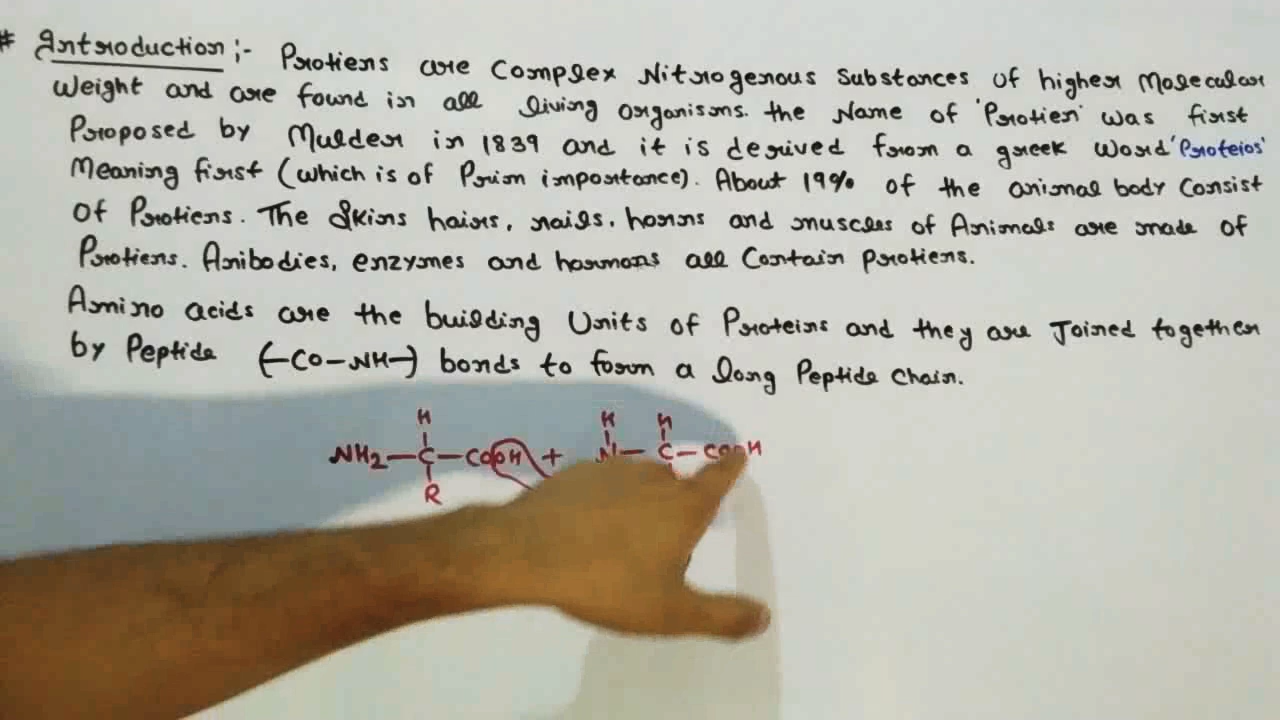 # Introduction :- Protiens are Complex Nitrogenous Substances of higher Molecular
Weight and are found in all living organisms. the Name of 'Protien' was first
Proposed by Mulder in 1839 and it is derived from a greek word 'Proteios'
Meaning first (which is of Prim importance). About 19% of the animal body Consist
Of Protiens. The Skins hairs, nails, horns and muscles of Animals are made of
Protiens. Anibodies, enzymes and harmons all Contain protiens.
Amino acids are the building Units of Proteins and they are Joined together
by Peptide (-CO-NH-) bonds to form a long Peptide Chain.
H H H
NH2-C-COOH + N-C-COOH
R